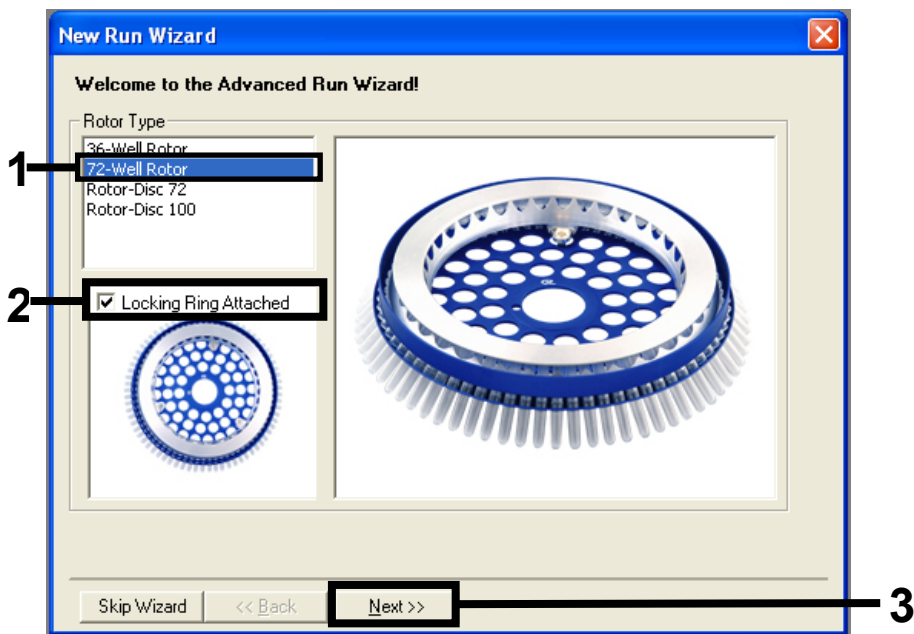 New Run Wizard
Welcome to the Advanced Run Wizard!
Rotor Type
36-Well Rotor
1
72-Well Rotor
Rotor-Disc 72
Rotor-Disc 100
2
Locking Ring Attached
Skip Wizard
<< Back
Next >>
3